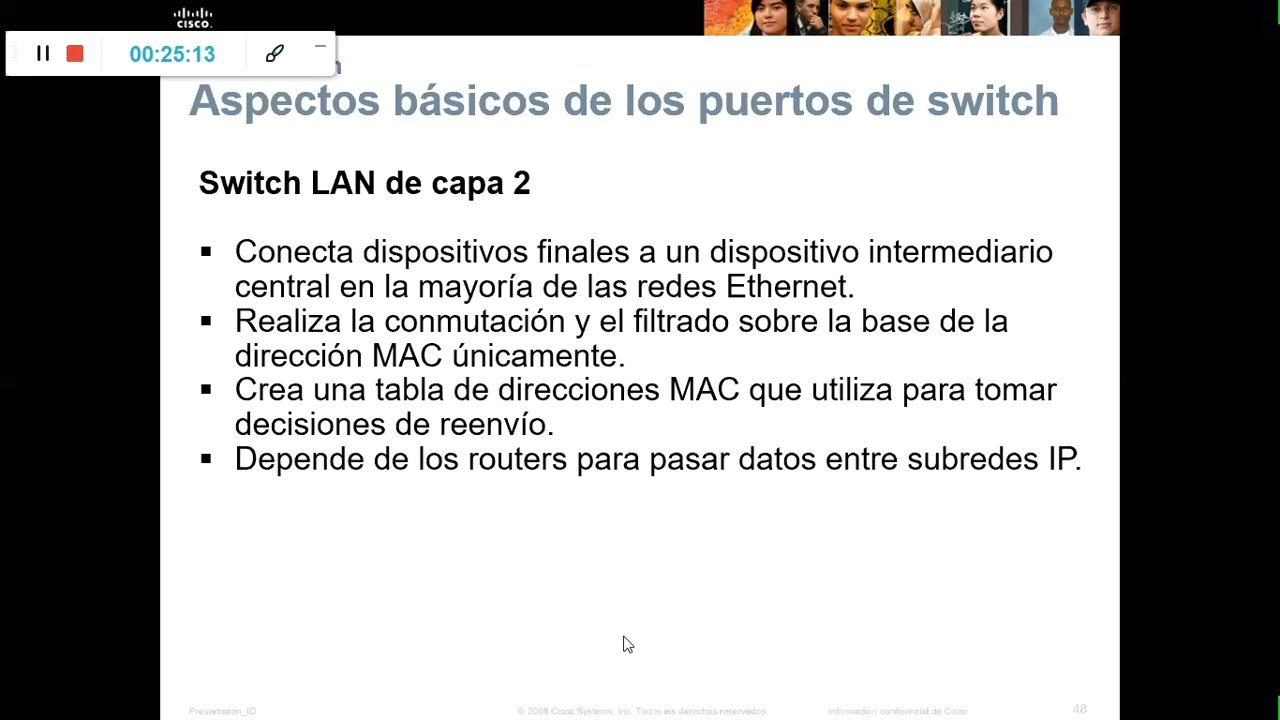 CISCO
00:25:13
Aspectos básicos de los puertos de switch
Switch LAN de capa 2
▪ Conecta dispositivos finales a un dispositivo intermediario
central en la mayoría de las redes Ethernet.
▪ Realiza la conmutación y el filtrado sobre la base de la
dirección MAC únicamente.
▪ Crea una tabla de direcciones MAC que utiliza para tomar
decisiones de reenvío.
▪ Depende de los routers para pasar datos entre subredes IP.
Presentation_ID
© 2008 Cisco Systems, Inc. Todos los derechos reservados.
Información confidencial de Cisco
48